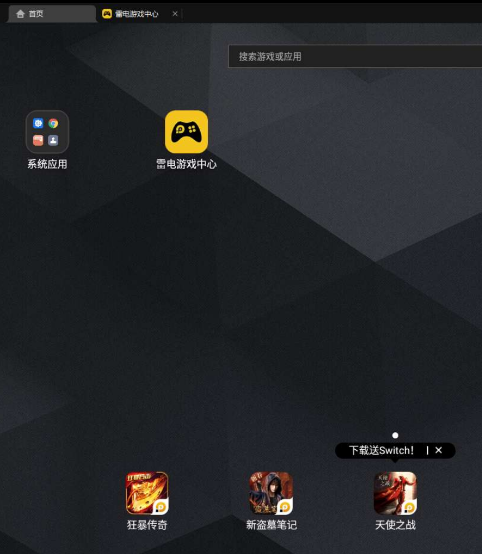 首页
雷电游戏中心
搜索游戏或应用
系统应用
雷电游戏中心
下载送Switch!
狂暴传奇
新盗墓笔记
天使之战